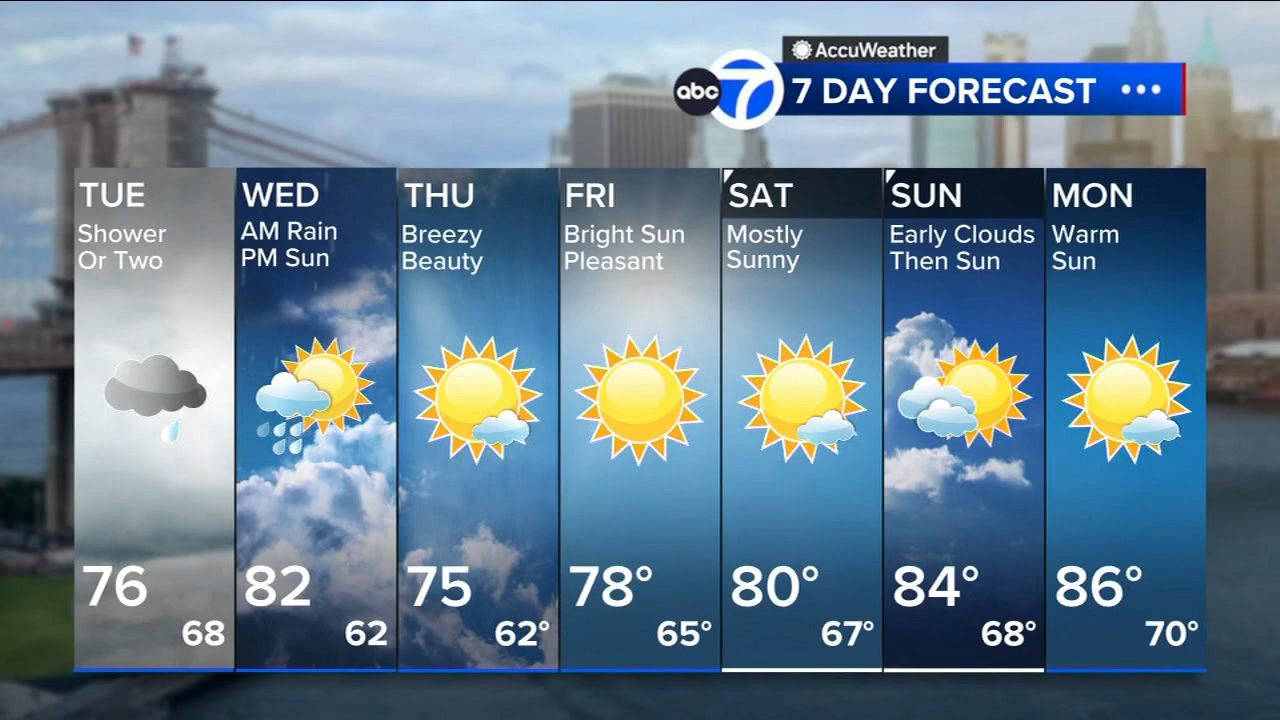 AccuWeather
abc 7 7 DAY FORECAST
TUE
Shower
Or Two
76
68
WED
AM Rain
PM Sun
82
62
THU
Breezy
Beauty
75
62°
FRI
Bright Sun
Pleasant
78°
65°
SAT
Mostly
Sunny
80°
67°
SUN
Early Clouds
Then Sun
84°
68°
MON
Warm
Sun
86°
70°